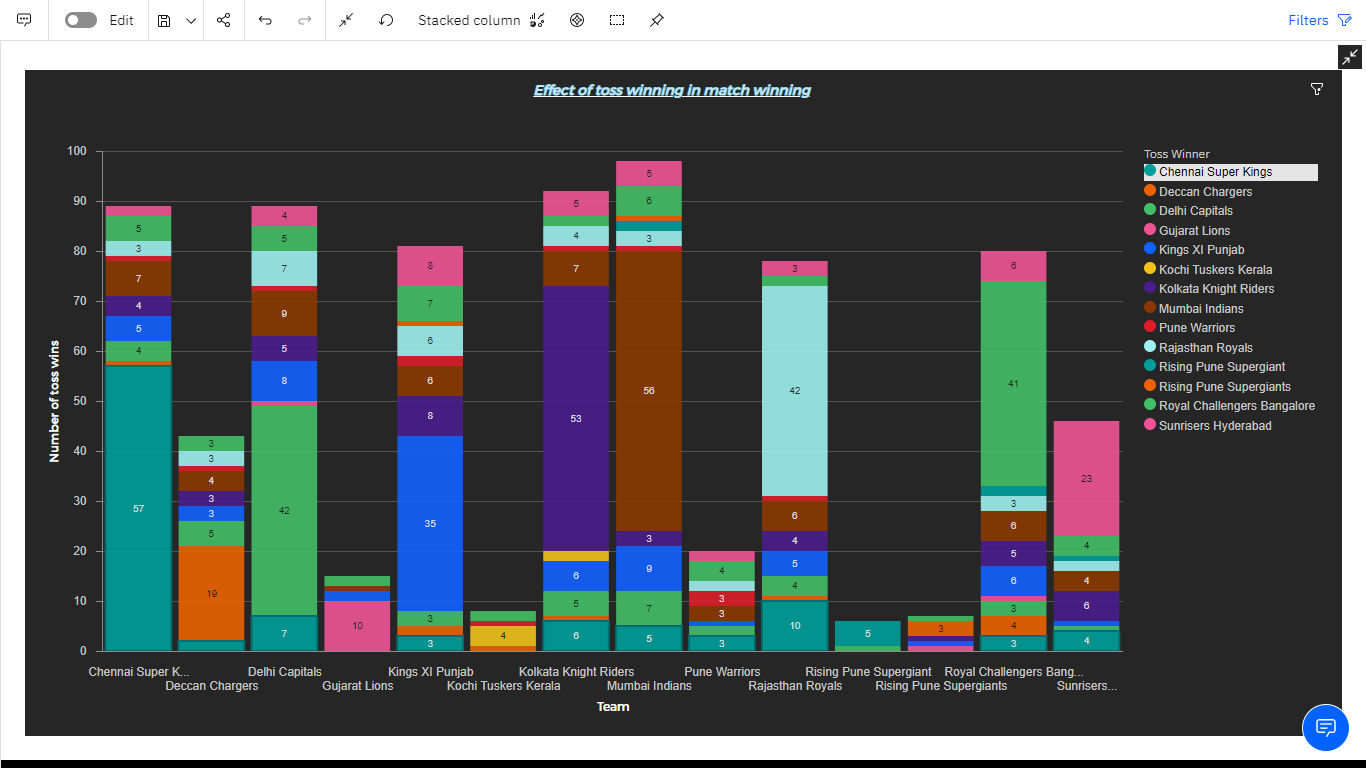 Edit
Stacked column
Filters
Effect of toss winning in match winning
Number of toss wins
100
90
80
70
60
50
40
30
20
10
0
57
4
5
4
7
3
5
19
5
3
3
4
3
3
7
42
8
5
9
7
5
4
10
3
35
8
6
6
7
8
4
6
5
6
53
7
4
5
5
7
9
3
56
3
6
5
3
3
3
4
10
4
5
4
6
42
3
5
3
3
4
3
6
5
6
3
41
6
4
6
4
4
23
Chennai Super K...
Deccan Chargers
Delhi Capitals
Gujarat Lions
Kings XI Punjab
Kochi Tuskers Kerala
Kolkata Knight Riders
Mumbai Indians
Pune Warriors
Rajasthan Royals
Rising Pune Supergiant
Rising Pune Supergiants
Royal Challengers Bang...
Sunrisers...
Team
Toss Winner
Chennai Super Kings
Deccan Chargers
Delhi Capitals
Gujarat Lions
Kings XI Punjab
Kochi Tuskers Kerala
Kolkata Knight Riders
Mumbai Indians
Pune Warriors
Rajasthan Royals
Rising Pune Supergiant
Rising Pune Supergiants
Royal Challengers Bangalore
Sunrisers Hyderabad